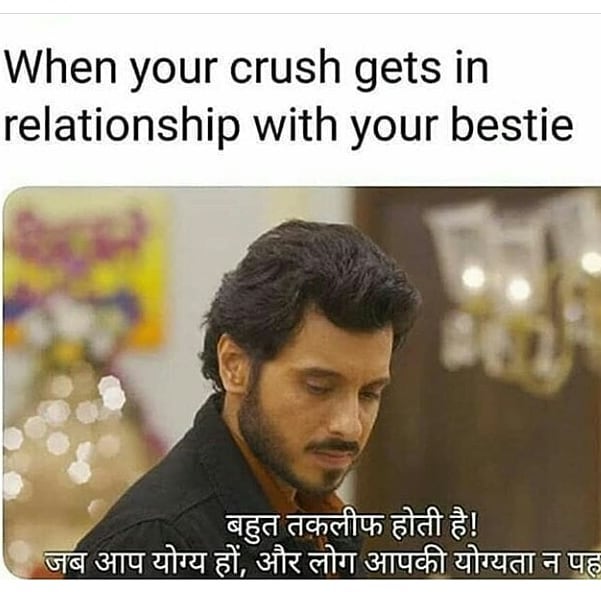 When your crush gets in
relationship with your bestie
बहुत तकलीफ होती है!
जब आप योग्य हों, और लोग आपकी योग्यता न पह